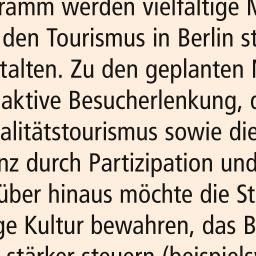 ramm werden vielfältige M
den Tourismus in Berlin st
talten. Zu den geplanten
aktive Besucherlenkung,
alitätstourismus sowie die
nz durch Partizipation und
über hinaus möchte die St
ge Kultur bewahren, das B
stärker steuern (beispiels